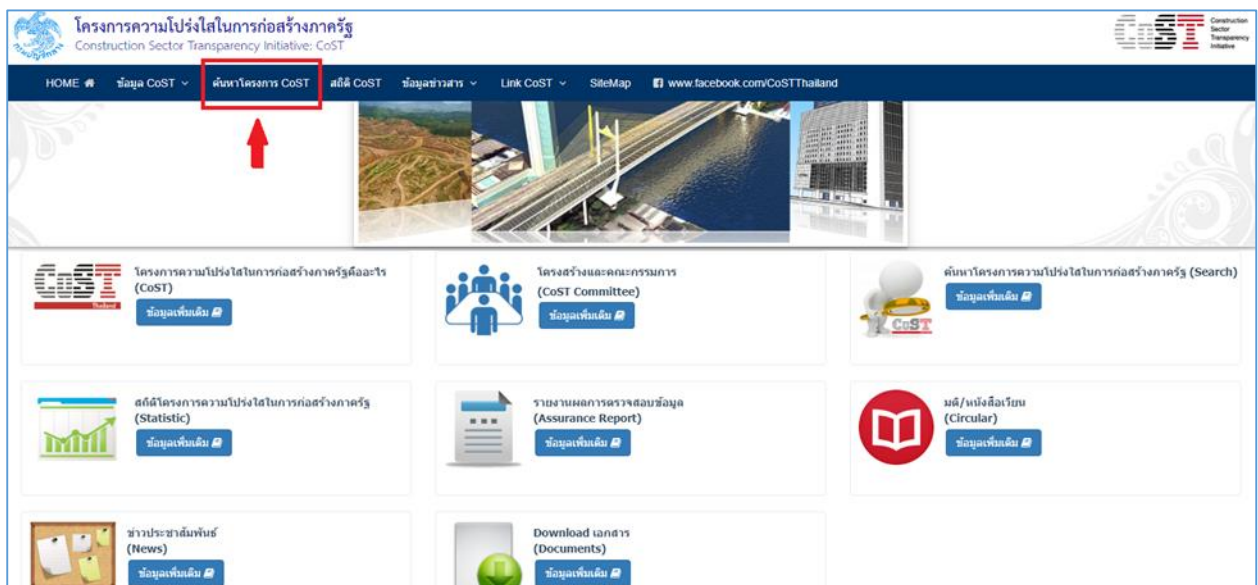 โครงการความโปร่งใสในการก่อสร้างภาครัฐ
Construction Sector Transparency Initiative: CoST
CoST
Construction
Sector
Transparency
Initiative
HOME ข้อมูล CoST ค้นหาโครงการ CoST สถิติ CoST ข้อมูลข่าวสาร Link CoST SiteMap www.facebook.com/CoSTThailand
CoST
Thailand
โครงการความโปร่งใสในการก่อสร้างภาครัฐคืออะไร
(CoST)
ข้อมูลเพิ่มเติม
โครงสร้างและคณะกรรมการ
(CoST Committee)
ข้อมูลเพิ่มเติม
CoST
ค้นหาโครงการความโปร่งใสในการก่อสร้างภาครัฐ (Search)
ข้อมูลเพิ่มเติม
สถิติโครงการความโปร่งใสในการก่อสร้างภาครัฐ
(Statistic)
ข้อมูลเพิ่มเติม
รายงานผลการตรวจสอบข้อมูล
(Assurance Report)
ข้อมูลเพิ่มเติม
มติ/หนังสือเวียน
(Circular)
ข้อมูลเพิ่มเติม
ข่าวประชาสัมพันธ์
(News)
ข้อมูลเพิ่มเติม
Download เอกสาร
(Documents)
ข้อมูลเพิ่มเติม